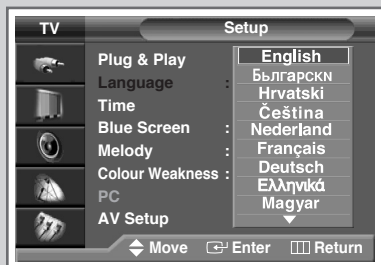 TV
Setup
Plug & Play
Language :
Time
Blue Screen :
Melody :
Colour Weakness :
PC
AV Setup
English
Бьлгарскн
Hrvatski
Čeština
Nederland
Français
Deutsch
Ελληνικά
Magyar
Move Enter Return